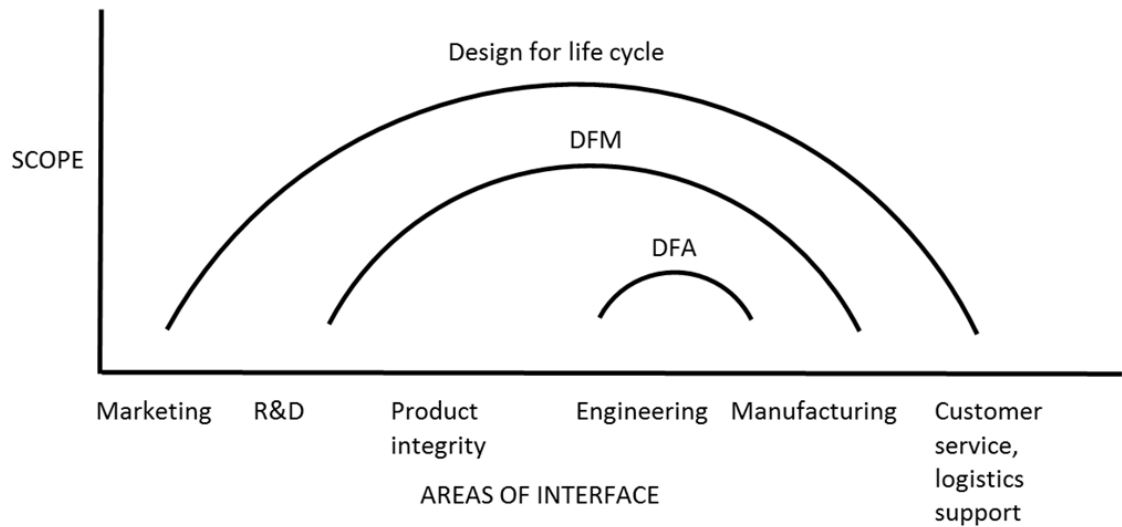 Design for life cycle
SCOPE
DFM
DFA
Marketing
R&D
Product
integrity
Engineering
Manufacturing
Customer
service,
logistics
support
AREAS OF INTERFACE